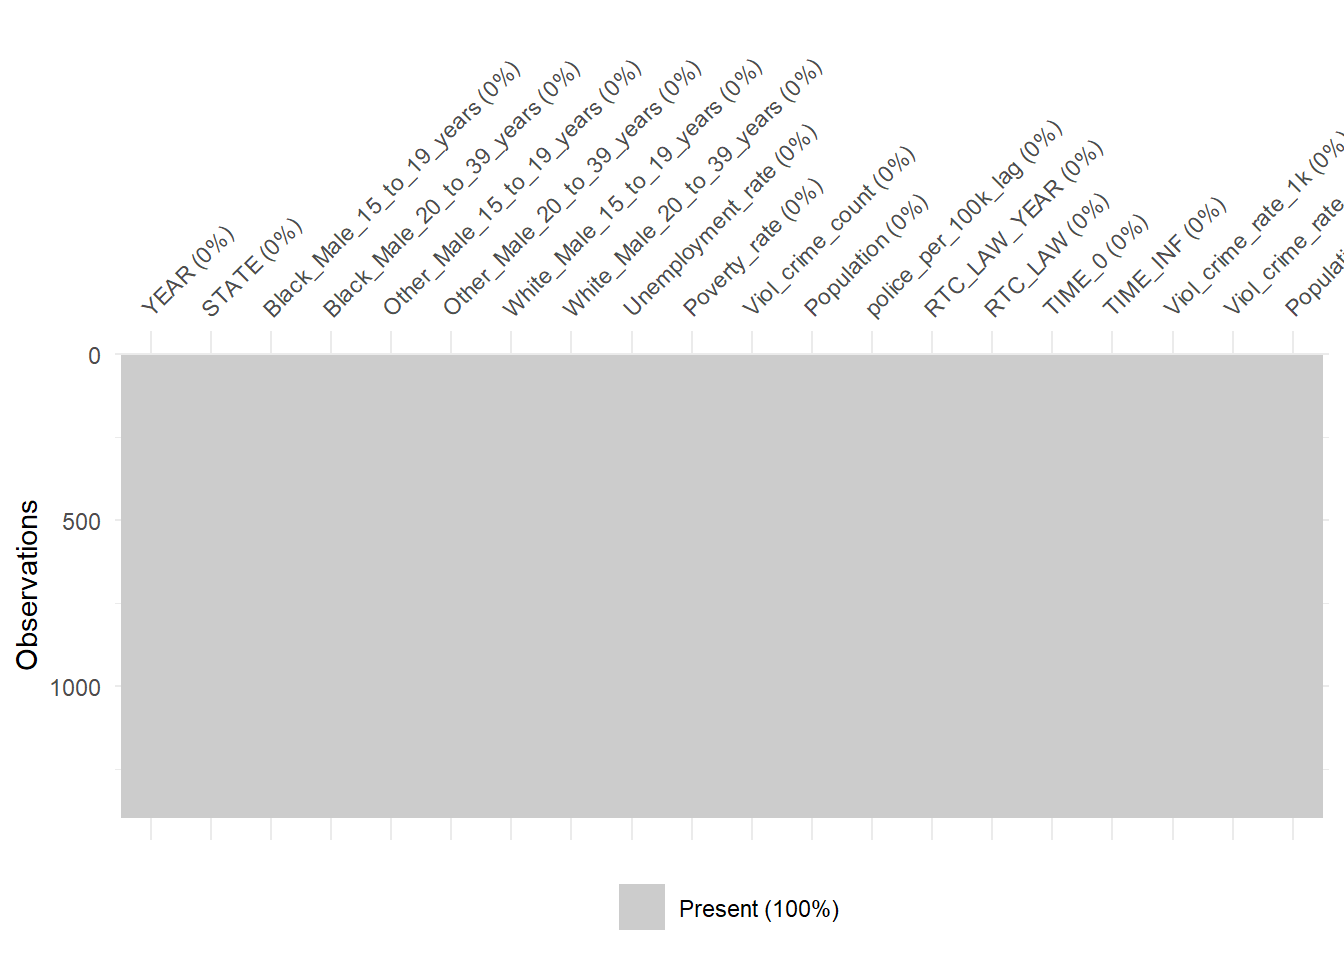 YEAR (0%)
STATE (0%)
Black_Male_15_to_19_years (0%)
Black_Male_20_to_39_years (0%)
Other_Male_15_to_19_years (0%)
Other_Male_20_to_39_years (0%)
White_Male_15_to_19_years (0%)
White_Male_20_to_39_years (0%)
Unemployment_rate (0%)
Poverty_rate (0%)
Viol_crime_count (0%)
Population (0%)
police_per_100k_lag (0%)
RTC_LAW_YEAR (0%)
RTC_LAW (0%)
TIME_0 (0%)
TIME_INF (0%)
Viol_crime_rate_1k (0%
Viol_crime_rate
Populati
0
500
1000
Observations
Present (100%)